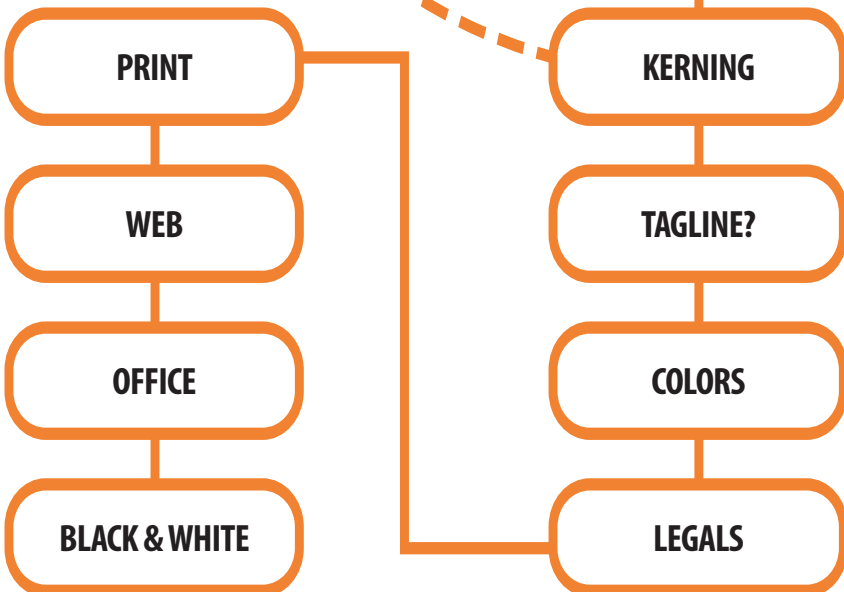 PRINT
WEB
OFFICE
BLACK & WHITE
KERNING
TAGLINE?
COLORS
LEGALS